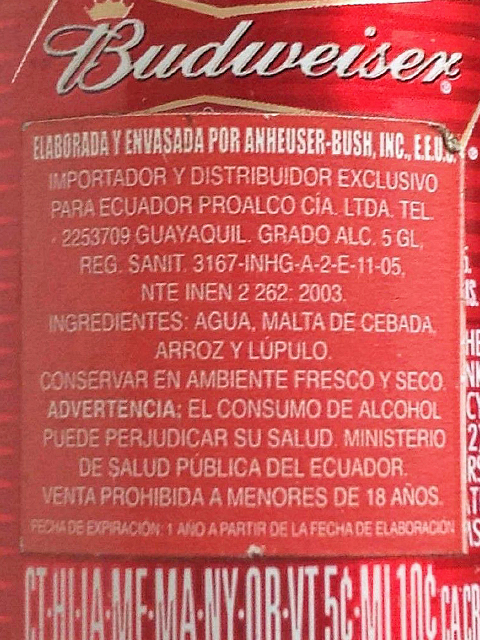 Budweiser®
ELABORADA Y ENVASADA POR ANHEUSER-BUSH, INC., E.E.U.U.
IMPORTADOR Y DISTRIBUIDOR EXCLUSIVO
PARA ECUADOR PROALCO CÍA. LTDA. TEL.
2253709 GUAYAQUIL. GRADO ALC. 5 GL,
REG. SANIT. 3167-INHG-A-2-E-11-05,
NTE INEN 2 262: 2003.
INGREDIENTES: AGUA, MALTA DE CEBADA,
ARROZ Y LÚPULO.
CONSERVAR EN AMBIENTE FRESCO Y SECO.
ADVERTENCIA: EL CONSUMO DE ALCOHOL
PUEDE PERJUDICAR SU SALUD. MINISTERIO
DE SALUD PÚBLICA DEL ECUADOR.
VENTA PROHIBIDA A MENORES DE 18 AÑOS.
FECHA DE EXPIRACIÓN: 1 AÑO A PARTIR DE LA FECHA DE ELABORACIÓN
CT·HI·IA·ME·MA·NY·OR·VT 5¢·MI 10¢ CA CR